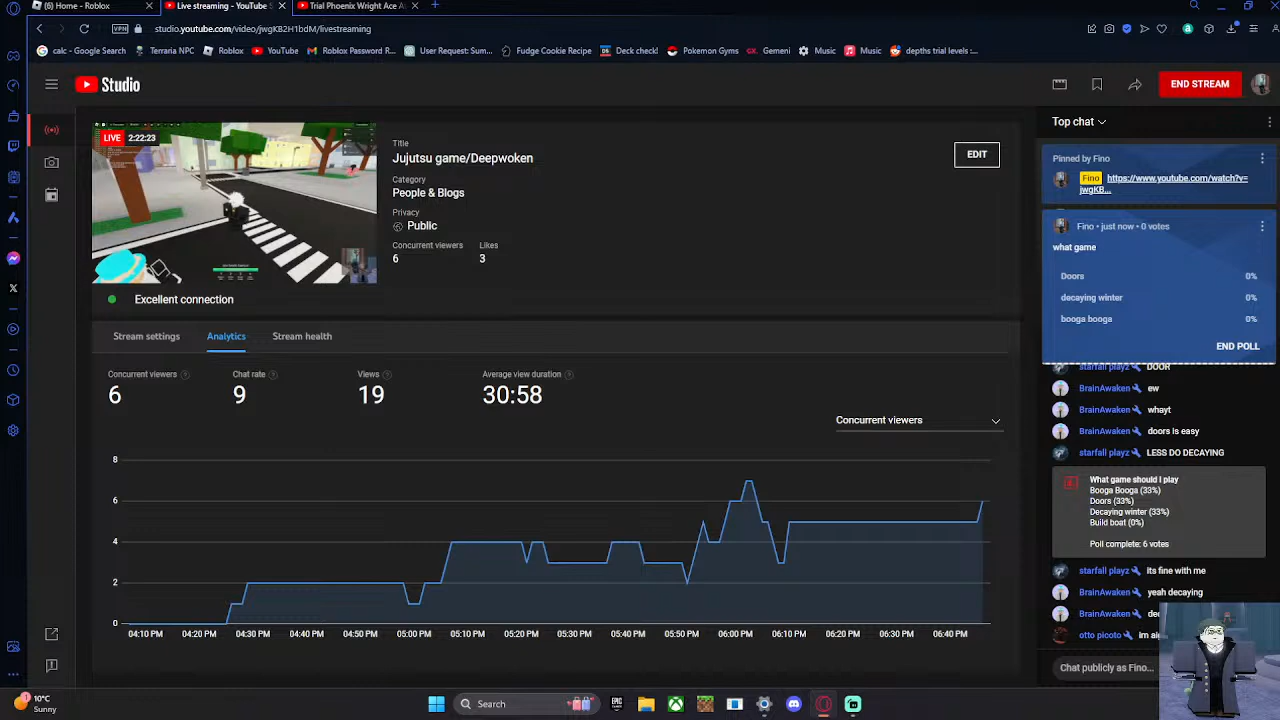 Home - Roblox
Live streaming - YouTube S
Trial Phoenix Wright Ace A
VPN
studio.youtube.com/video/jwgKB2H1bdM/livestreaming
calc - Google Search
Terraria NPC
Roblox
YouTube
Roblox Password R...
User Request: Sum...
Fudge Cookie Recipe
DS
Deck check!
Pokemon Gyms
GX
Gemeni
Music
Music
depths trial levels :...
Studio
END STREAM
LIVE 2:22:23
Title
Jujutsu game/Deepwoken
EDIT
Category
People & Blogs
Privacy
Public
Concurrent viewers
6
Likes
3
Excellent connection
Stream settings
Analytics
Stream health
Concurrent viewers
6
Chat rate
9
Views
19
Average view duration
30:58
Concurrent viewers
8
6
4
2
0
04:10 PM 04:20 PM 04:30 PM 04:40 PM 04:50 PM 05:00 PM 05:10 PM 05:20 PM 05:30 PM 05:40 PM 05:50 PM 06:00 PM 06:10 PM 06:20 PM 06:30 PM 06:40 PM
Top chat
Pinned by Fino
Fino https://www.youtube.com/watch?v=
jwgKB...
Fino • just now • 0 votes
what game
Doors 0%
decaying winter 0%
booga booga 0%
END POLL
starfall playz DOOR
BrainAwaken ew
BrainAwaken whayt
BrainAwaken doors is easy
starfall playz LESS DO DECAYING
What game should I play
Booga Booga (33%)
Doors (33%)
Decaying winter (33%)
Build boat (0%)
Poll complete: 6 votes
starfall playz its fine with me
BrainAwaken yeah decaying
BrainAwaken
otto picoto im
Chat publicly as Fino...
1
10°C
Sunny
Search
EPIC